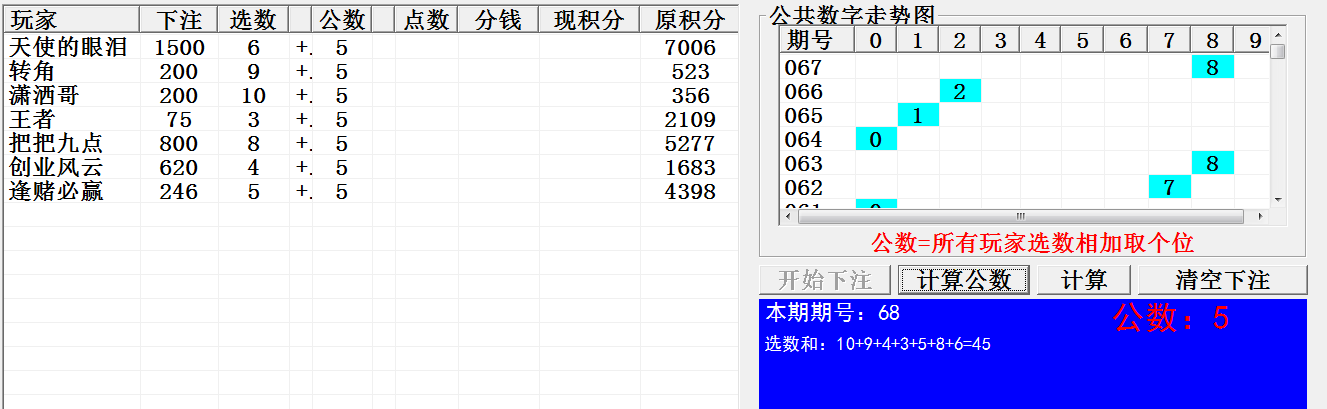 玩家 下注 选数 公数 点数 分钱 现积分 原积分
天使的眼泪 1500 6 +. 5 7006
转角 200 9 +. 5 523
潇洒哥 200 10 +. 5 356
王者 75 3 +. 5 2109
把把九点 800 8 +. 5 5277
创业风云 620 4 +. 5 1683
逢赌必赢 246 5 +. 5 4398
公共数字走势图
期号 0 1 2 3 4 5 6 7 8 9
067 8
066 2
065 1
064 0
063 8
062 7
061 0
公数=所有玩家选数相加取个位
开始下注 计算公数 计算 清空下注
本期期号：68 公数：5
选数和：10+9+4+3+5+8+6=45